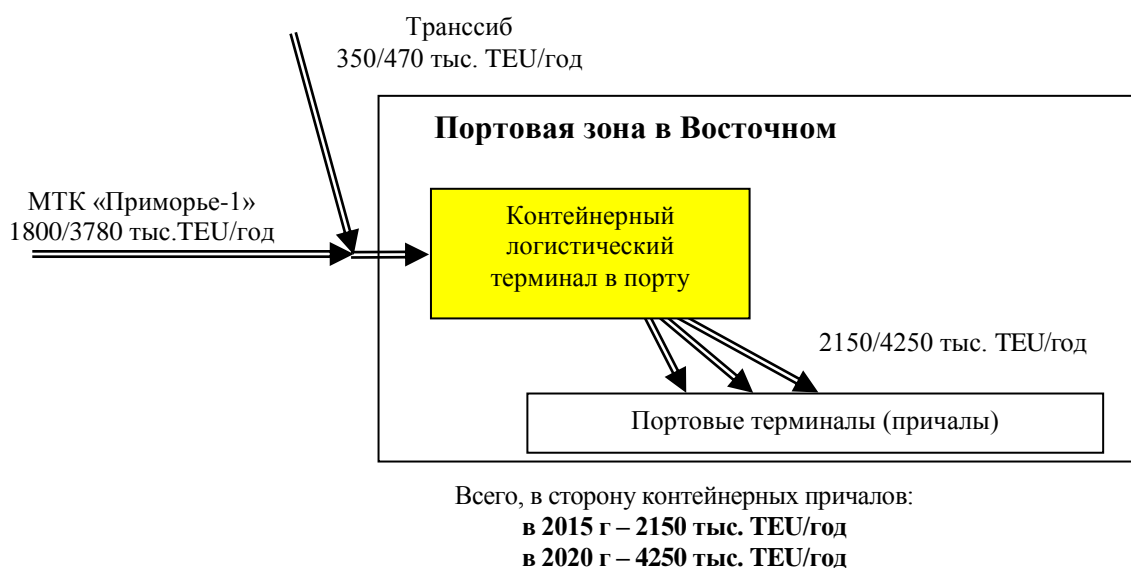 Транссиб
350/470 тыс. TEU/год
Портовая зона в Восточном
МТК «Приморье-1»
1800/3780 тыс.TEU/год
Контейнерный
логистический
терминал в порту
2150/4250 тыс. TEU/год
Портовые терминалы (причалы)
Всего, в сторону контейнерных причалов:
в 2015 г – 2150 тыс. TEU/год
в 2020 г – 4250 тыс. TEU/год